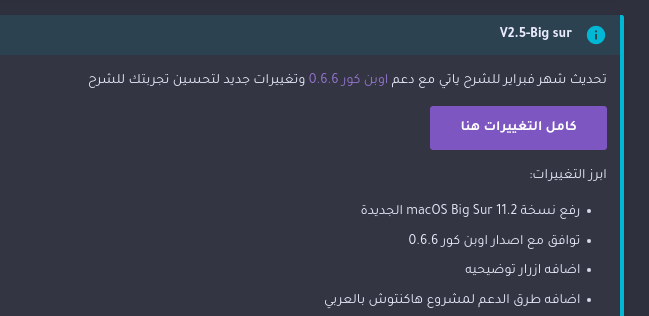 V2.5-Big sur
تحديث شهر فبراير للشرح ياتي مع دعم اوبن كور 0.6.6 وتغييرات جديد لتحسين تجربتك للشرح
كامل التغييرات هنا
ابرز التغييرات:
رفع نسخة macOS Big Sur 11.2 الجديدة
توافق مع اصدار اوبن كور 0.6.6
اضافه ازرار توضيحيه
اضافه طرق الدعم لمشروع هاكنتوش بالعربي